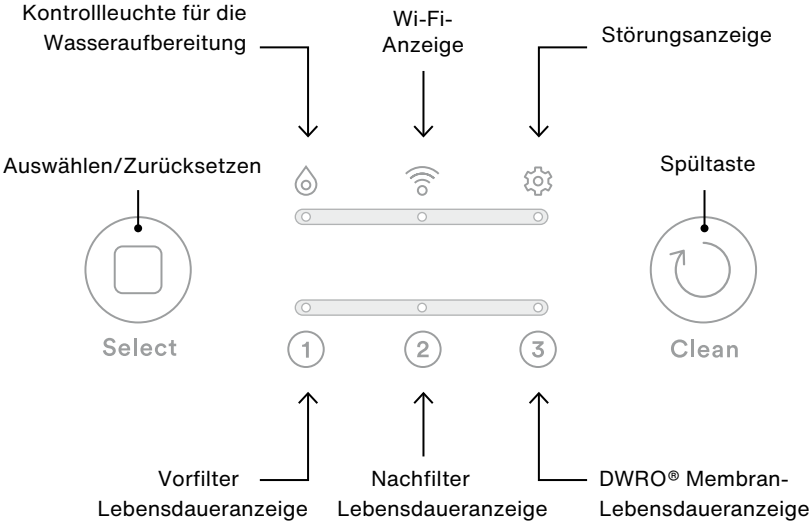 Kontrollleuchte für die
Wasseraufbereitung
Wi-Fi-
Anzeige
Störungsanzeige
Auswählen/Zurücksetzen
Spültaste
Select
1
2
3
Clean
Vorfilter
Lebensdaueranzeige
Nachfilter
Lebensdaueranzeige
DWRO® Membran-
Lebensdaueranzeige